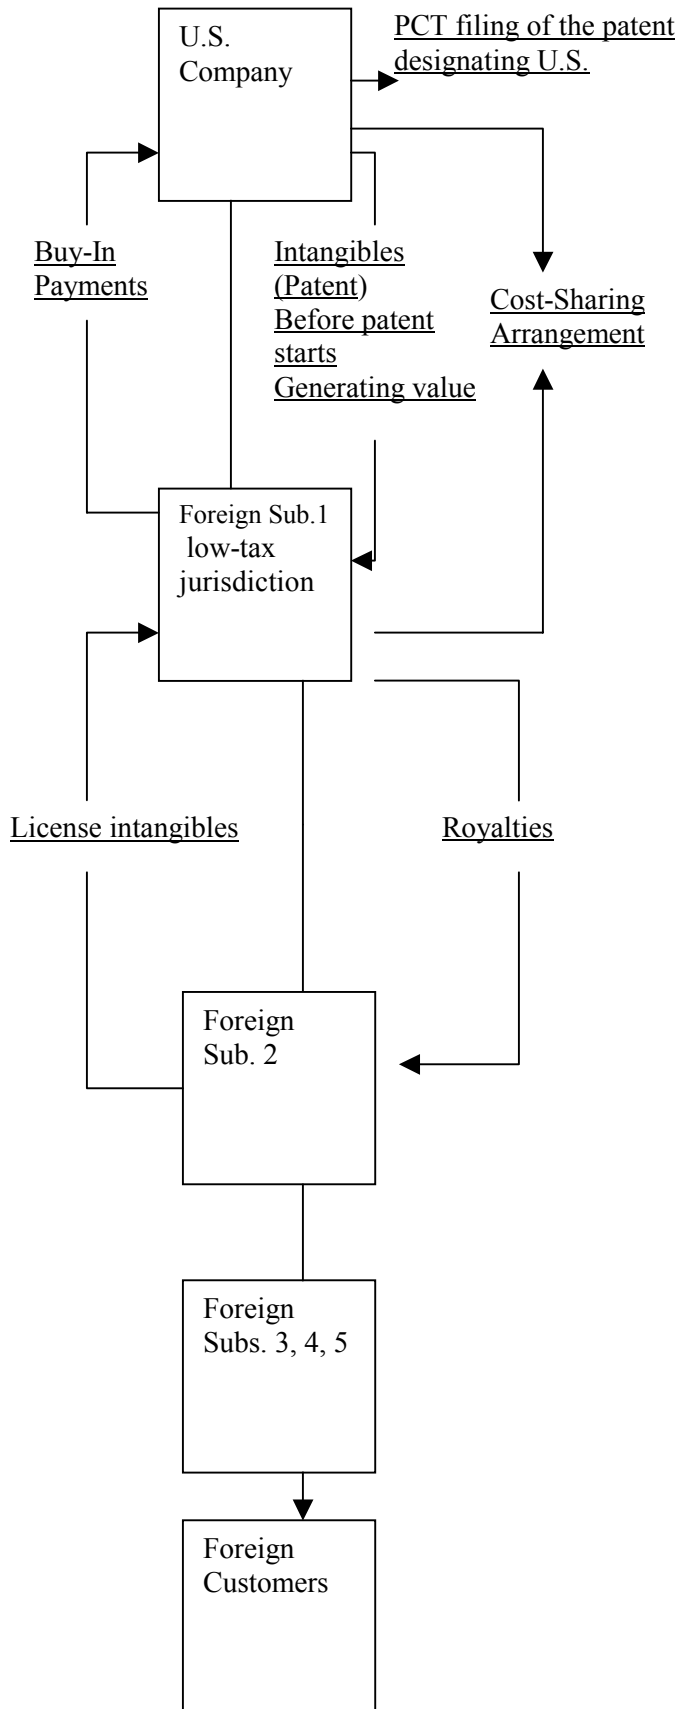 U.S.
Company
PCT filing of the patent
designating U.S.
Buy-In
Payments
Intangibles
(Patent)
Before patent
starts
Generating value
Cost-Sharing
Arrangement
Foreign Sub.1
low-tax
jurisdiction
License intangibles
Royalties
Foreign
Sub. 2
Foreign
Subs. 3, 4, 5
Foreign
Customers